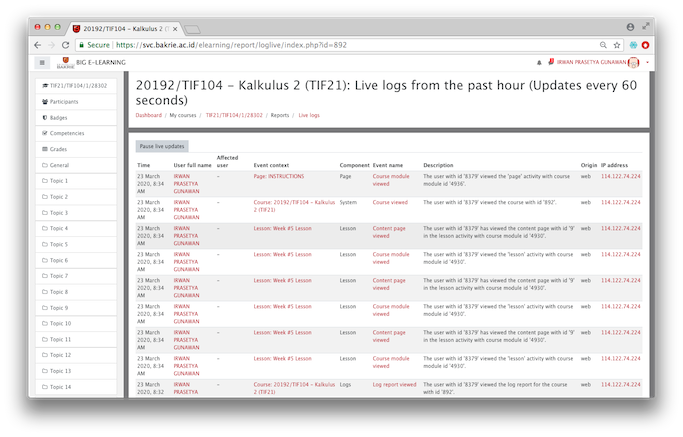 20192/TIF104 – Kalkulus 2 (T
Secure https://svc.bakrie.ac.id/elearning/report/loglive/index.php?id=892
BAKRIE BIG E-LEARNING IRWAN PRASETYA GUNAWAN
TIF21/TIF104/1/28302
Participants
Badges
Competencies
Grades
General
Topic 1
Topic 2
Topic 3
Topic 4
Topic 5
Topic 6
Topic 7
Topic 8
Topic 9
Topic 10
Topic 11
Topic 12
Topic 13
Topic 14
20192/TIF104 – Kalkulus 2 (TIF21): Live logs from the past hour (Updates every 60
seconds)
Dashboard / My courses / TIF21/TIF104/1/28302 / Reports / Live logs
Pause live updates
Time User full name Affected user Event context Component Event name Description Origin IP address
23 March IRWAN – Page: INSTRUCTIONS Page Course module The user with id '8379' viewed the 'page' activity with course web 114.122.74.224
2020, 8:34 PRASETYA viewed module id '4936'.
AM GUNAWAN
23 March IRWAN – Course: 20192/TIF104 – Kalkulus System Course viewed The user with id '8379' viewed the course with id '892'. web 114.122.74.224
2020, 8:34 PRASETYA 2 (TIF21)
AM GUNAWAN
23 March IRWAN – Lesson: Week #5 Lesson Lesson Content page The user with id '8379' has viewed the content page with id '9' web 114.122.74.224
2020, 8:34 PRASETYA viewed in the lesson activity with course module id '4930'.
AM GUNAWAN
23 March IRWAN – Lesson: Week #5 Lesson Lesson Course module The user with id '8379' viewed the 'lesson' activity with course web 114.122.74.224
2020, 8:34 PRASETYA viewed module id '4930'.
AM GUNAWAN
23 March IRWAN – Lesson: Week #5 Lesson Lesson Content page The user with id '8379' has viewed the content page with id '9' web 114.122.74.224
2020, 8:34 PRASETYA viewed in the lesson activity with course module id '4930'.
AM GUNAWAN
23 March IRWAN – Lesson: Week #5 Lesson Lesson Course module The user with id '8379' viewed the 'lesson' activity with course web 114.122.74.224
2020, 8:34 PRASETYA viewed module id '4930'.
AM GUNAWAN
23 March IRWAN – Lesson: Week #5 Lesson Lesson Content page The user with id '8379' has viewed the content page with id '9' web 114.122.74.224
2020, 8:34 PRASETYA viewed in the lesson activity with course module id '4930'.
AM GUNAWAN
23 March IRWAN – Lesson: Week #5 Lesson Lesson Course module The user with id '8379' viewed the 'lesson' activity with course web 114.122.74.224
2020, 8:34 PRASETYA viewed module id '4930'.
AM GUNAWAN
23 March IRWAN – Course: 20192/TIF104 – Kalkulus Logs Log report viewed The user with id '8379' viewed the log report for the course web 114.122.74.224
2020, 8:32 PRASETYA 2 (TIF21) with id '892'.